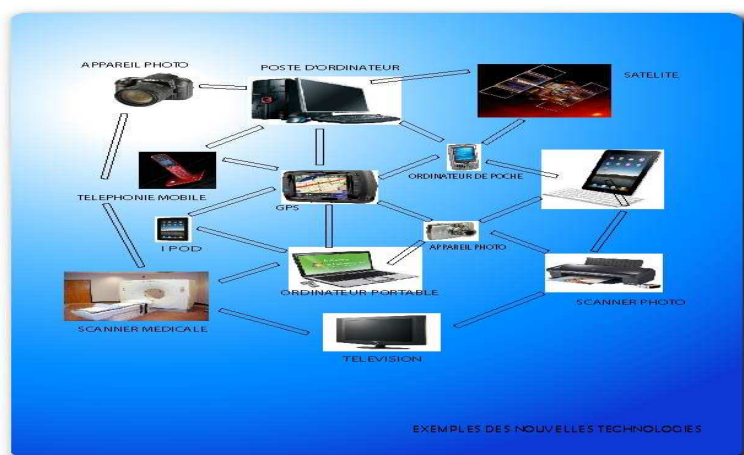 APPAREIL PHOTO
POSTE D'ORDINATEUR
SATELITE
TELEPHONIE MOBILE
ORDINATEUR DE POCHE
GPS
I POD
APPAREIL PHOTO
ORDINATEUR PORTABLE
SCANNER PHOTO
SCANNER MEDICALE
TELEVISION
EXEMPLES DES NOUVELLES TECHNOLOGIES